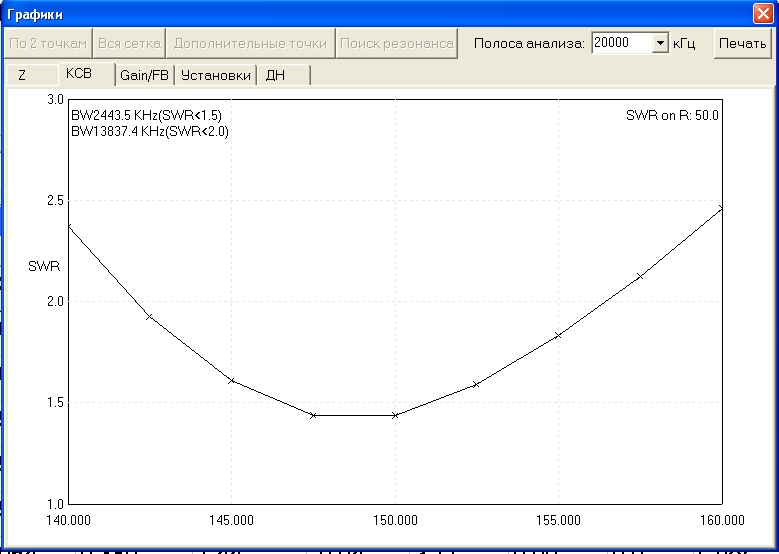 Графики
По 2 точкам Вся сетка Дополнительные точки Поиск резонанса Полоса анализа: 20000 кГц Печать
Z КСВ Gain/FB Установки ДН
3.0
BW2443.5 KHz(SWR<1.5) SWR on R: 50.0
BW13837.4 KHz(SWR<2.0)
2.5
SWR
2.0
1.5
1.0
140.000 145.000 150.000 155.000 160.000